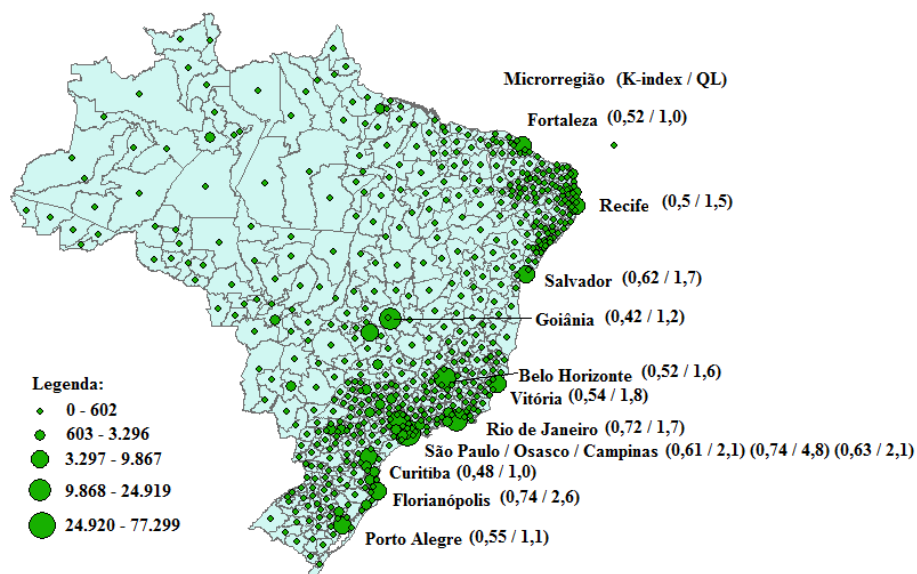 Microrregião (K-index / QL)
Fortaleza (0,52 / 1,0)
Recife (0,5 / 1,5)
Salvador (0,62 / 1,7)
Goiânia (0,42 / 1,2)
Belo Horizonte (0,52 / 1,6)
Vitória (0,54 / 1,8)
Rio de Janeiro (0,72 / 1,7)
São Paulo / Osasco / Campinas (0,61 / 2,1) (0,74 / 4,8) (0,63 / 2,1)
Curitiba (0,48 / 1,0)
Florianópolis (0,74 / 2,6)
Porto Alegre (0,55 / 1,1)
Legenda:
0 - 602
603 - 3.296
3.297 - 9.867
9.868 - 24.919
24.920 - 77.299